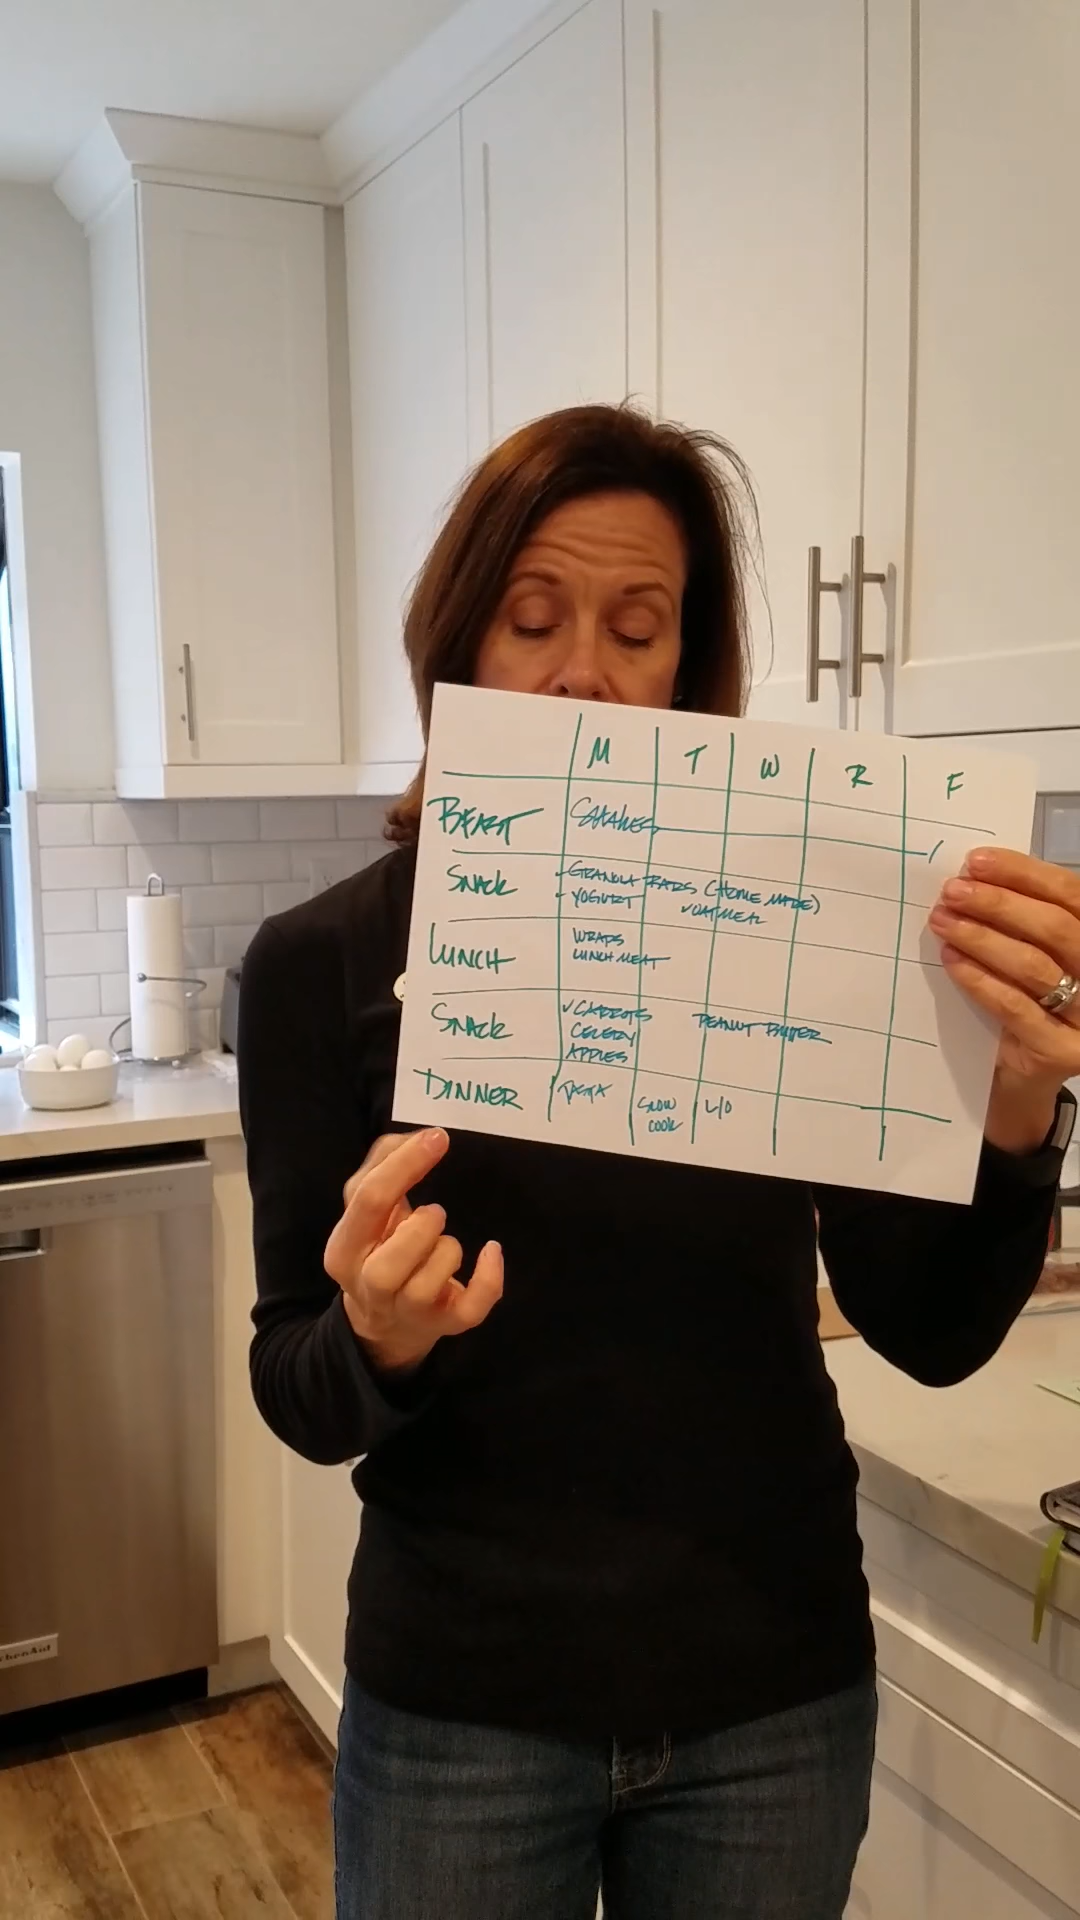 M T W R F
BFAST SHAKES
SNACK - GRANOLA BARS (HOME MADE)
- YOGURT ✓OATMEAL
LUNCH WRAPS
LUNCH MEAT
SNACK ✓CARROTS PEANUT BUTTER
CELERY
APPLES
DINNER PASTA SLOW COOK L/O